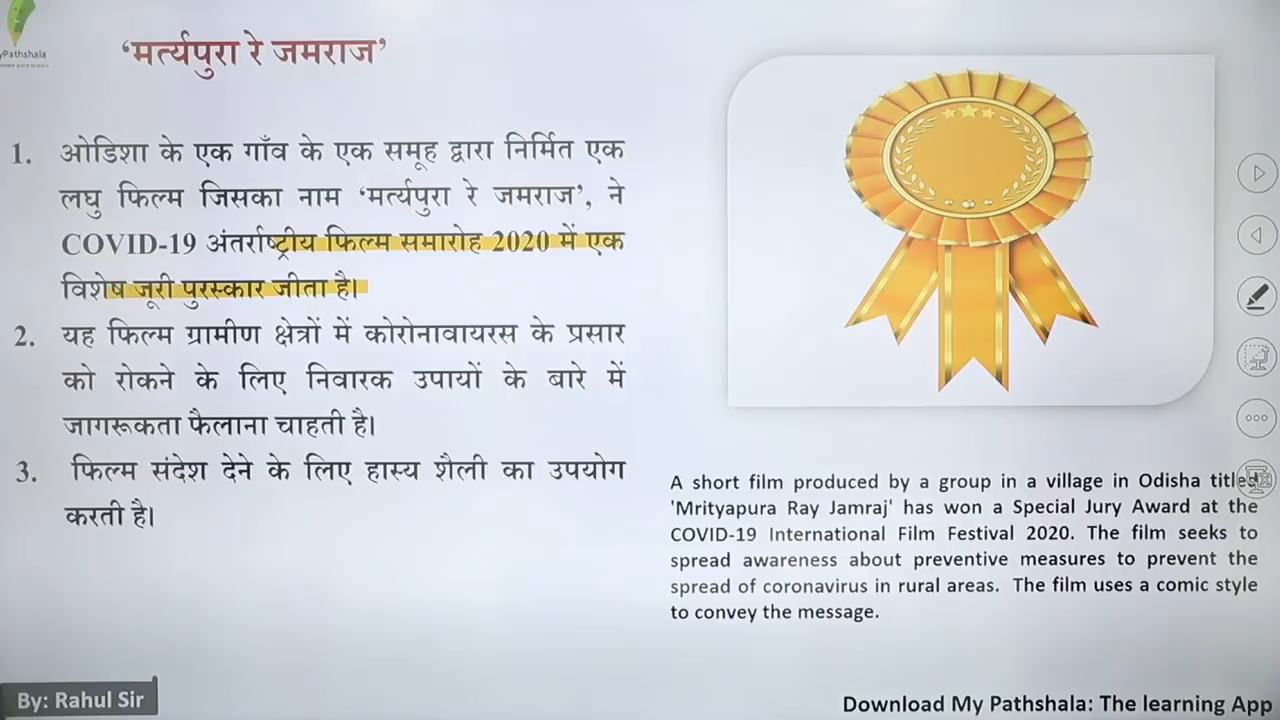 yPathshala
‘मर्त्यपुरा रे जमराज’
1. ओडिशा के एक गाँव के एक समूह द्वारा निर्मित एक
लघु फिल्म जिसका नाम ‘मर्त्यपुरा रे जमराज’, ने
COVID-19 अंतर्राष्ट्रीय फिल्म समारोह 2020 में एक
विशेष जूरी पुरस्कार जीता है।
2. यह फिल्म ग्रामीण क्षेत्रों में कोरोनावायरस के प्रसार
को रोकने के लिए निवारक उपायों के बारे में
जागरूकता फैलाना चाहती है।
3. फिल्म संदेश देने के लिए हास्य शैली का उपयोग
करती है।
A short film produced by a group in a village in Odisha titled
'Mrityapura Ray Jamraj' has won a Special Jury Award at the
COVID-19 International Film Festival 2020. The film seeks to
spread awareness about preventive measures to prevent the
spread of coronavirus in rural areas. The film uses a comic style
to convey the message.
By: Rahul Sir
Download My Pathshala: The learning App